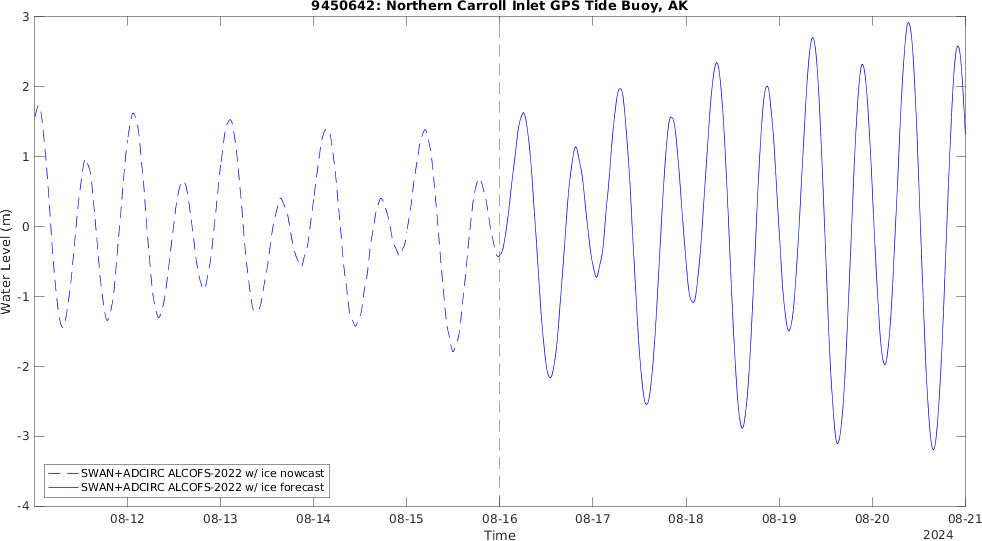 9450642: Northern Carroll Inlet GPS Tide Buoy, AK
3
2
1
0
-1
-2
-3
-4
Water Level (m)
SWAN+ADCIRC ALCOFS-2022 w/ ice nowcast
SWAN+ADCIRC ALCOFS-2022 w/ ice forecast
08-12 08-13 08-14 08-15 08-16 08-17 08-18 08-19 08-20 08-21
Time
2024